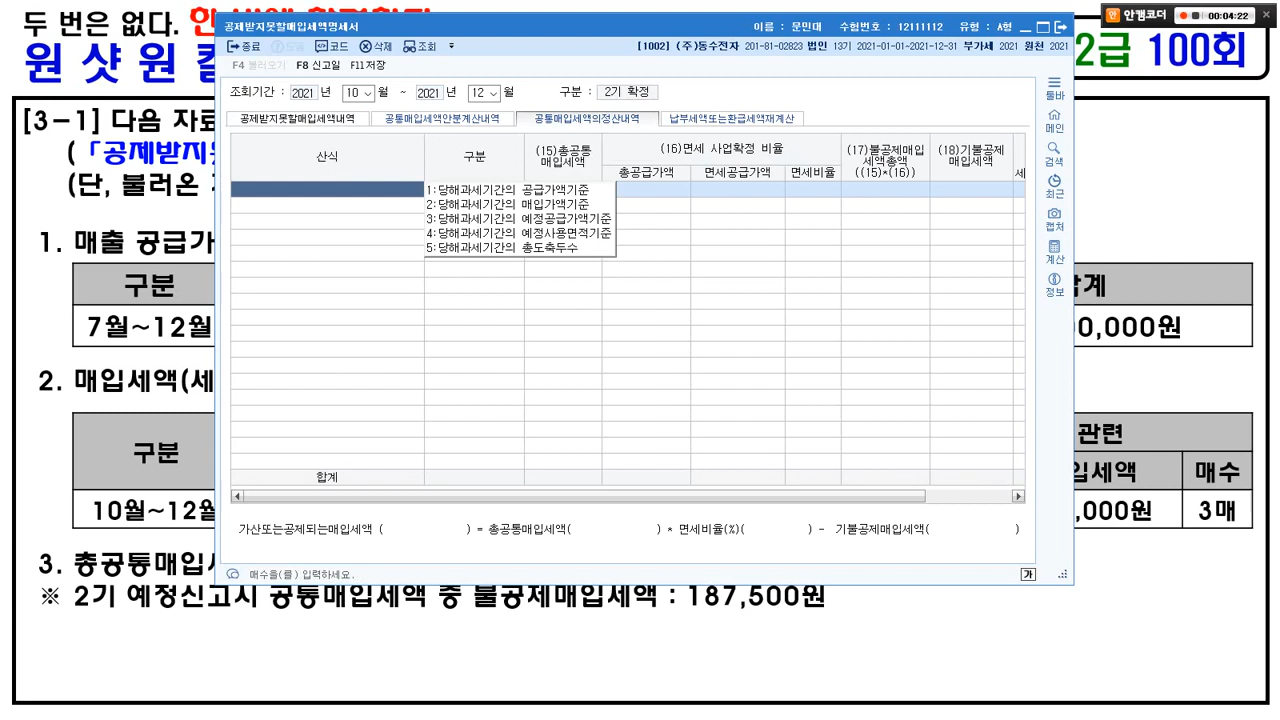 두 번은 없다.
원 샷 원
2급 100회
안캠코더 00:04:22
공제받지못할매입세액명세서 이름 : 문민대 수험번호 : 12111112 유형 : A형
종료 도움 코드 삭제 조회 [1002] (주)동수전자 201-81-02823 법인 13기 2021-01-01~2021-12-31 부가세 2021 원천 2021
F4 불러오기 F8 신고일 F11저장
조회기간 : 2021 년 10 월 ~ 2021 년 12 월 구분 : 2기 확정
공제받지못할매입세액내역 공통매입세액안분계산내역 공통매입세액의정산내역 납부세액또는환급세액재계산
산식 구분 (15)총공통매입세액 (16)면세 사업확정 비율 (17)불공제매입세액총액((15)*(16)) (18)기불공제매입세액 세
총공급가액 면세공급가액 면세비율
1:당해과세기간의 공급가액기준
2:당해과세기간의 매입가액기준
3:당해과세기간의 예정공급가액기준
4:당해과세기간의 예정사용면적기준
5:당해과세기간의 총도축두수
합계
가산또는공제되는매입세액 ( ) = 총공통매입세액( ) * 면세비율(%)( ) - 기불공제매입세액( )
매수을(를) 입력하세요. 가
툴바
메인
검색
최근
캡처
계산
정보
[3-1] 다음 자료
(「공제받지
(단, 불러온
1. 매출 공급가
구분 계
7월~12월 0,000원
2. 매입세액(세
구분 관련
입세액 매수
10월~12월 ,000원 3매
3. 총공통매입
※ 2기 예정신고시 공통매입세액 중 불공제매입세액 : 187,500원